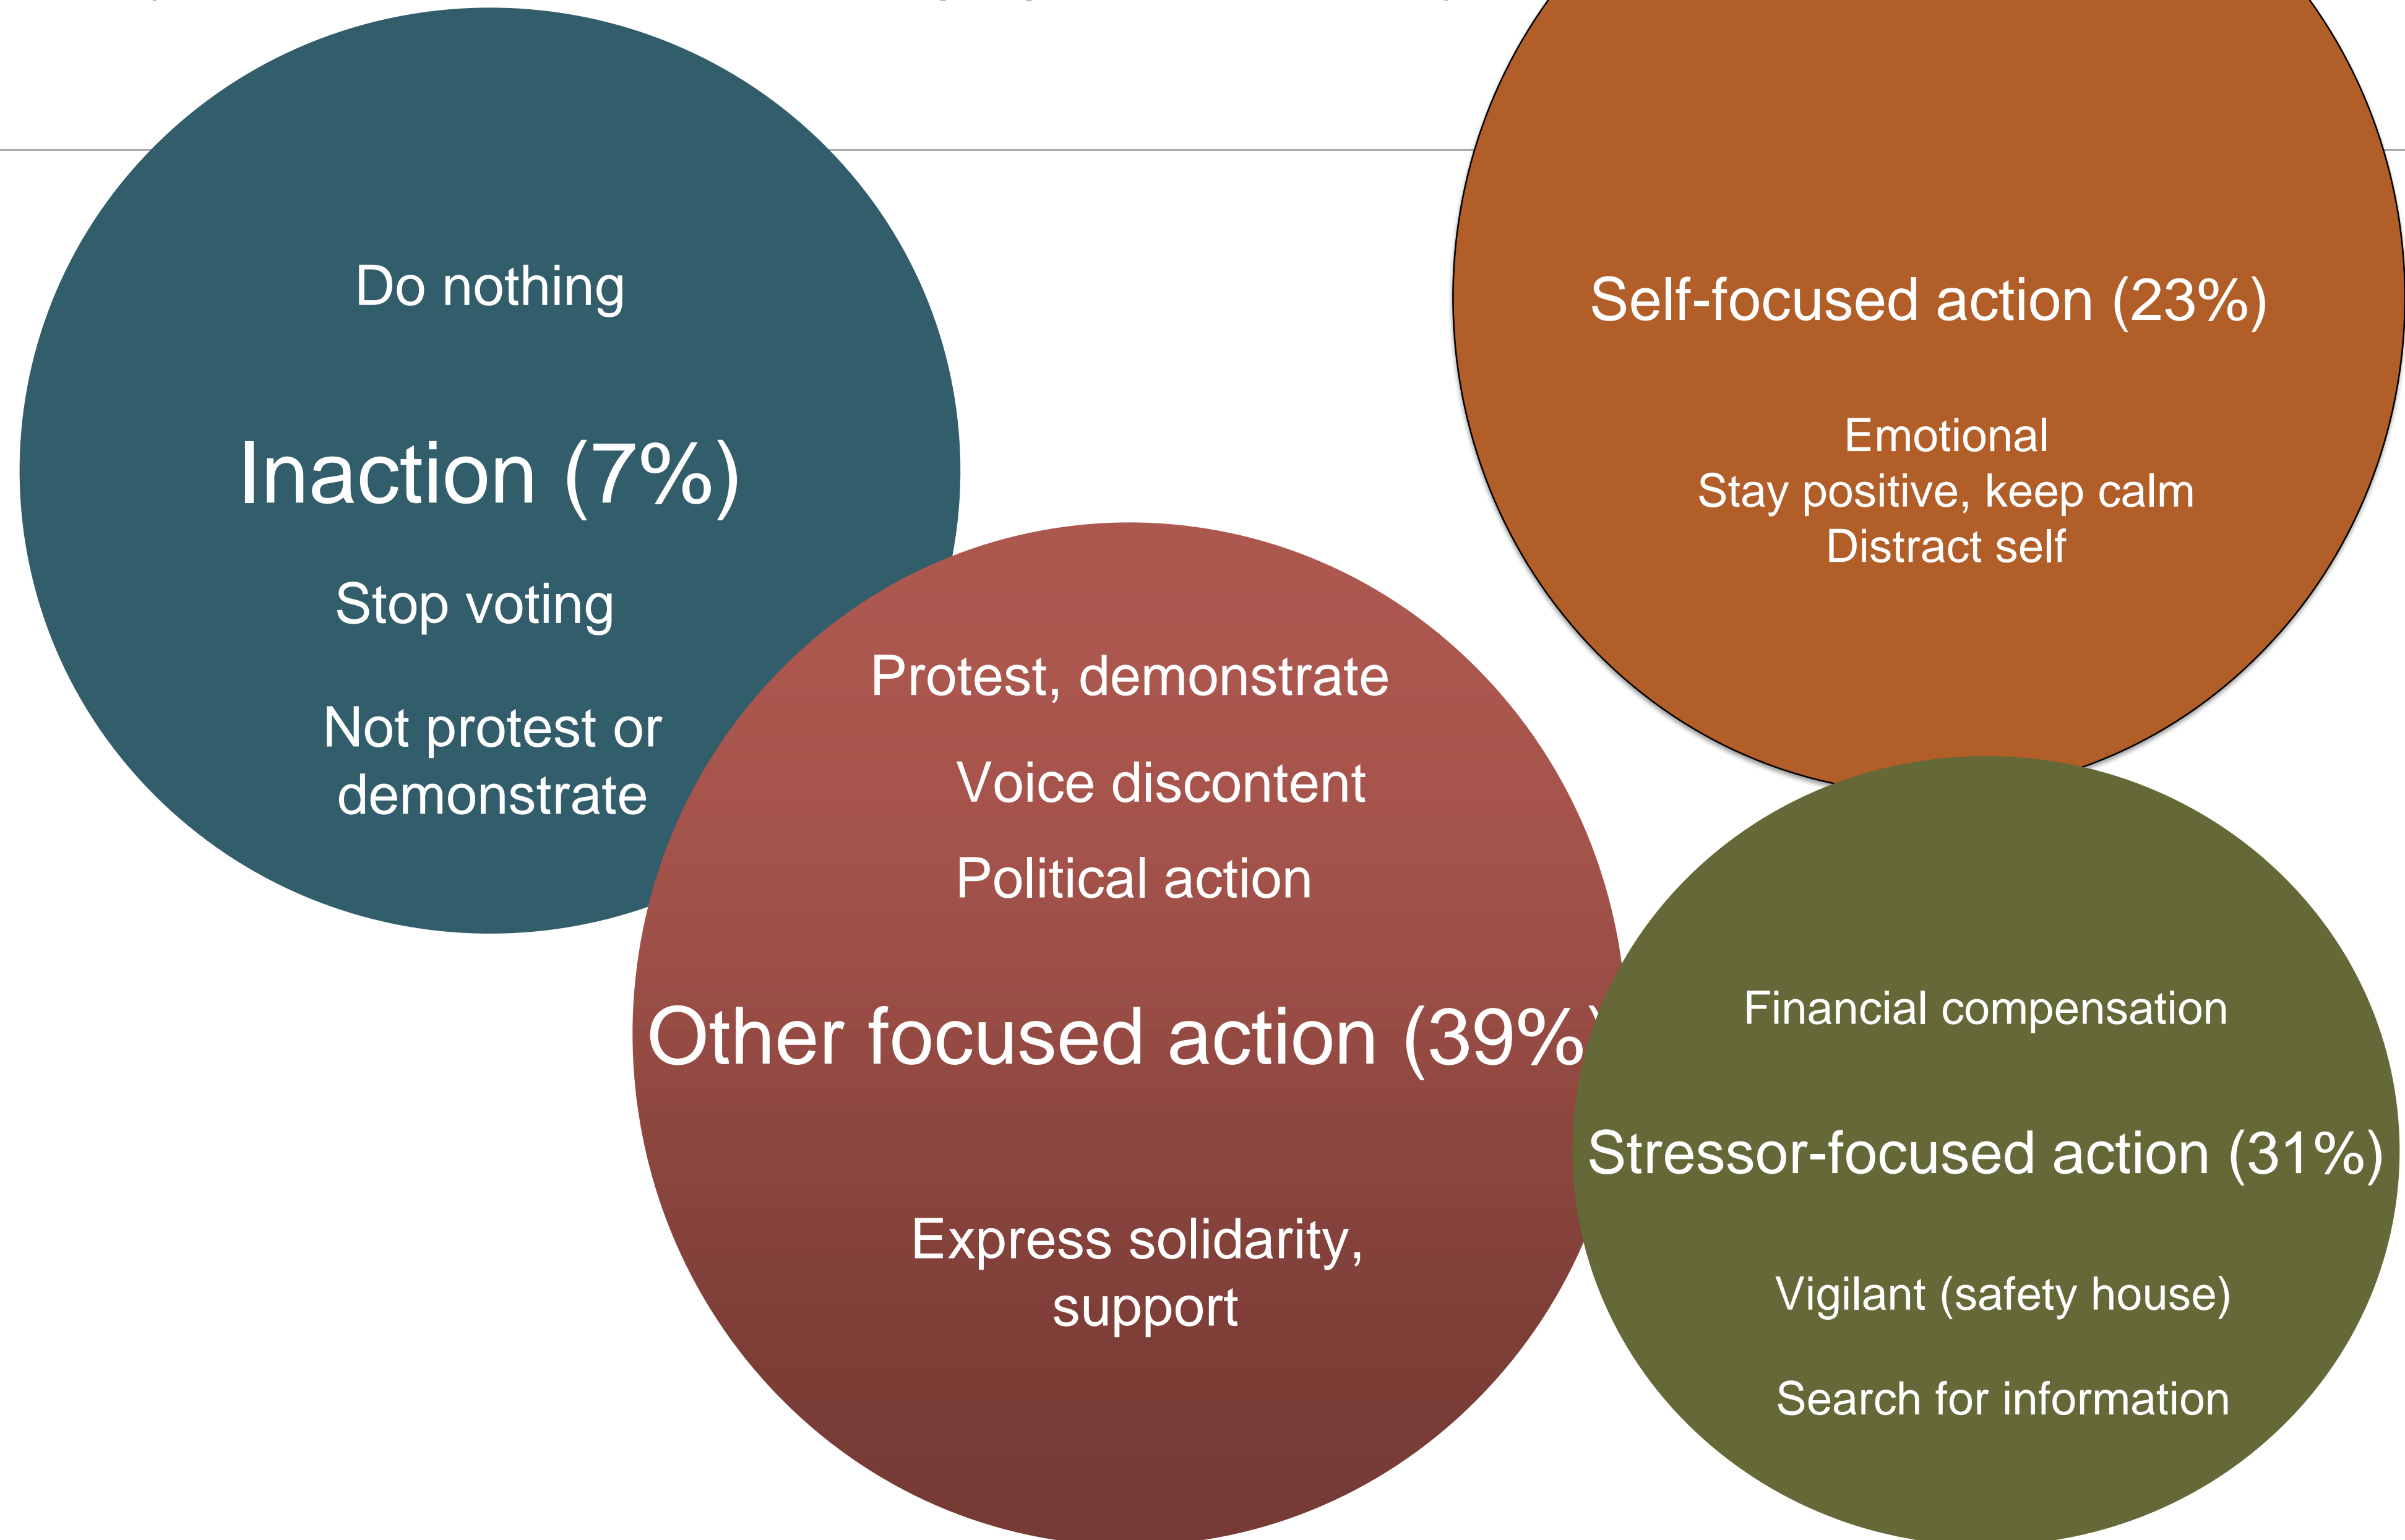 Do nothing
Inaction (7%)
Stop voting
Not protest or
demonstrate
Self-focused action (23%)
Emotional
Stay positive, keep calm
Distract self
Protest, demonstrate
Voice discontent
Political action
Other focused action (39%)
Express solidarity,
support
Financial compensation
Stressor-focused action (31%)
Vigilant (safety house)
Search for information